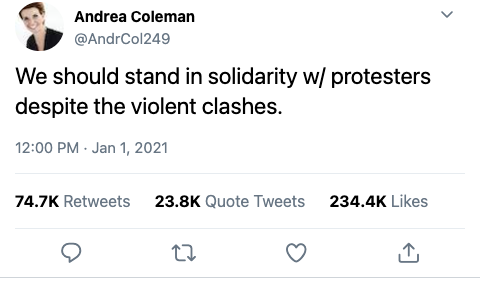 Andrea Coleman
@AndrCol249
We should stand in solidarity w/ protesters
despite the violent clashes.
12:00 PM · Jan 1, 2021
74.7K Retweets 23.8K Quote Tweets 234.4K Likes